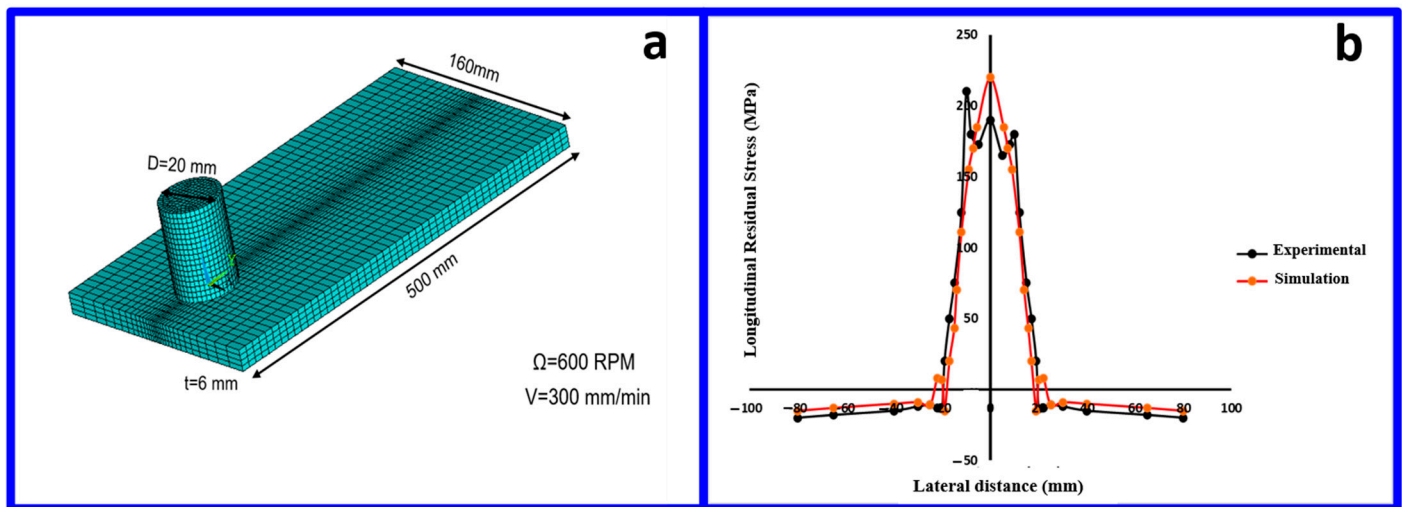 a
160mm
D=20 mm
500 mm
t=6 mm
Ω=600 RPM
V=300 mm/min
b
Longitudinal Residual Stress (MPa)
250
200
150
100
50
−50
−100 −80 −60 −40 −20 0 20 40 60 80 100
Lateral distance (mm)
Experimental
Simulation